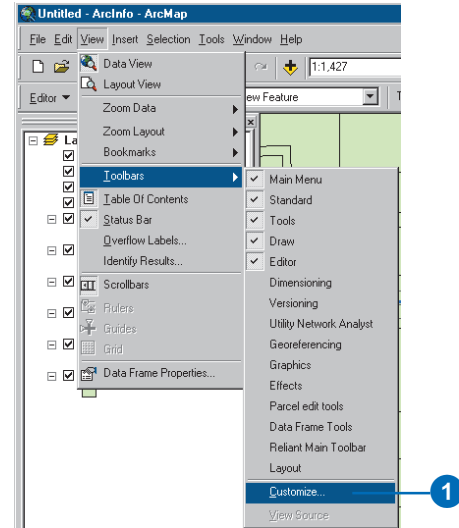 Untitled - ArcInfo - ArcMap
File Edit View Insert Selection Tools Window Help
1:1,427
Editor
Data View
Layout View
Zoom Data
Zoom Layout
Bookmarks
Toolbars
Table Of Contents
Status Bar
Overflow Labels...
Identify Results...
Scrollbars
Rulers
Guides
Grid
Data Frame Properties...
Feature
La
Main Menu
Standard
Tools
Draw
Editor
Dimensioning
Versioning
Utility Network Analyst
Georeferencing
Graphics
Effects
Parcel edit tools
Data Frame Tools
Reliant Main Toolbar
Layout
Customize...
View Source
1